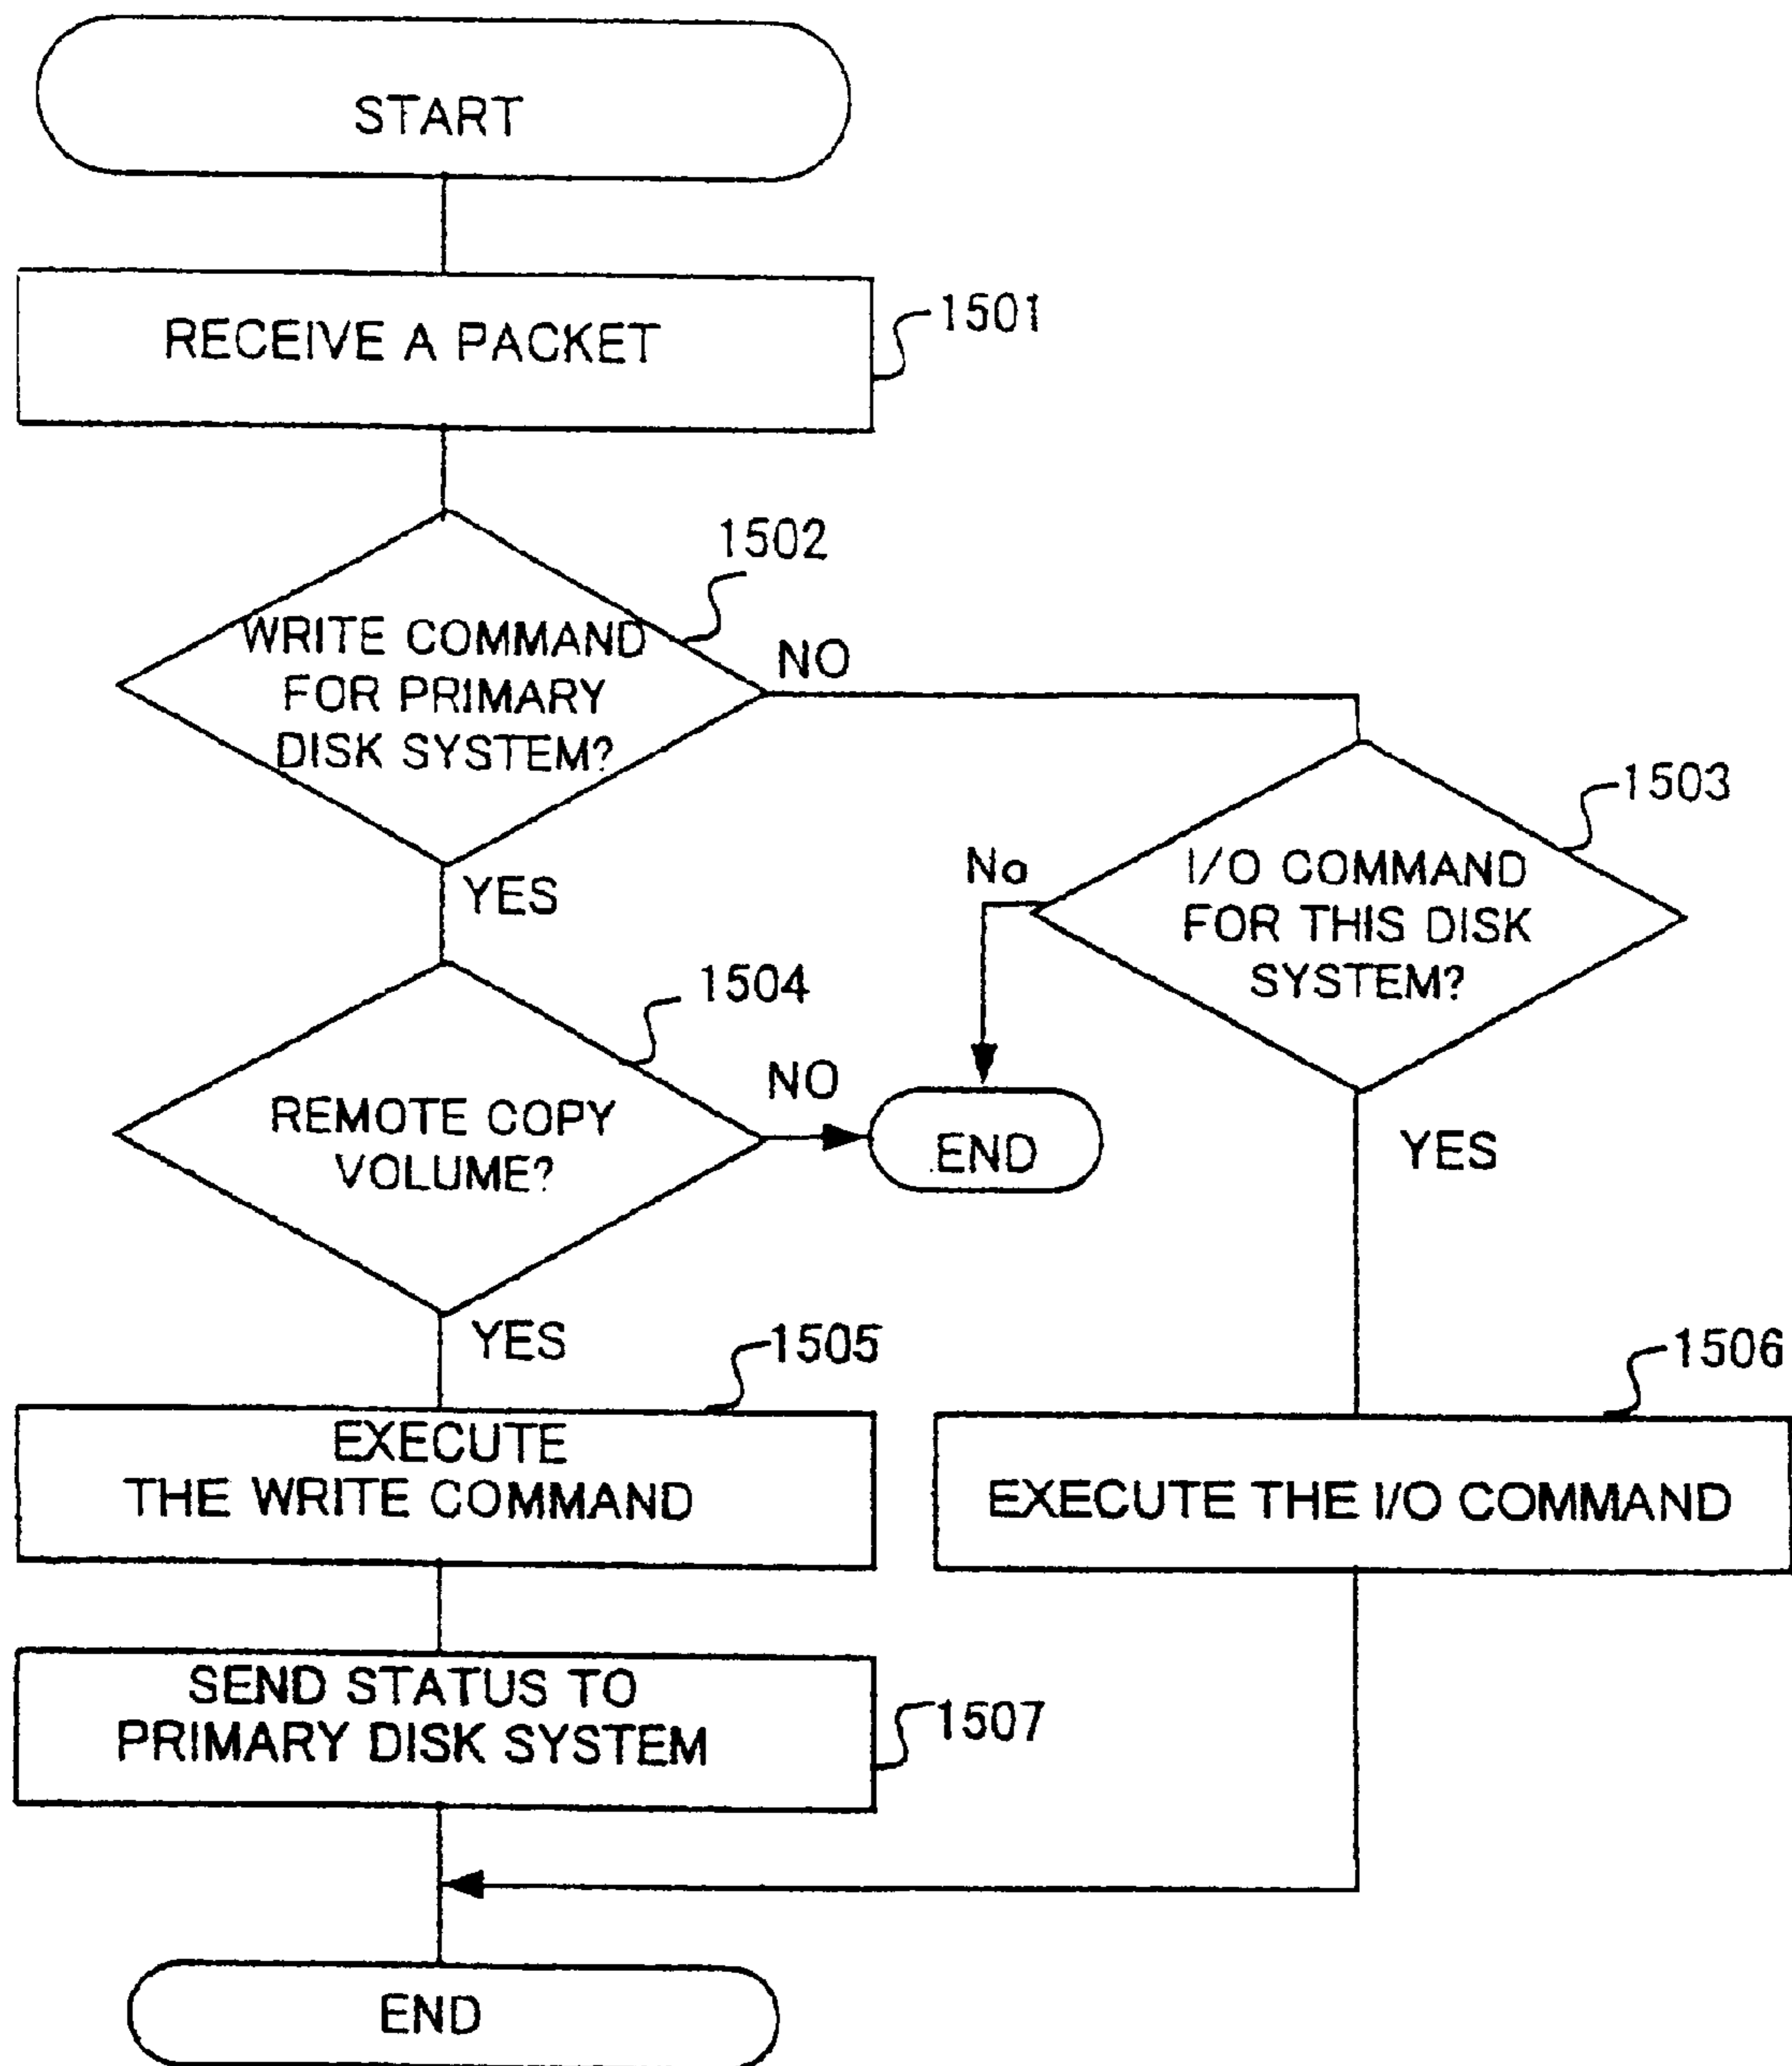 START
RECEIVE A PACKET
1501
1502
WRITE COMMAND
FOR PRIMARY
DISK SYSTEM?
NO
YES
1503
No
I/O COMMAND
FOR THIS DISK
SYSTEM?
YES
1504
REMOTE COPY
VOLUME?
NO
END
YES
1505
EXECUTE
THE WRITE COMMAND
1506
EXECUTE THE I/O COMMAND
SEND STATUS TO
PRIMARY DISK SYSTEM
1507
END